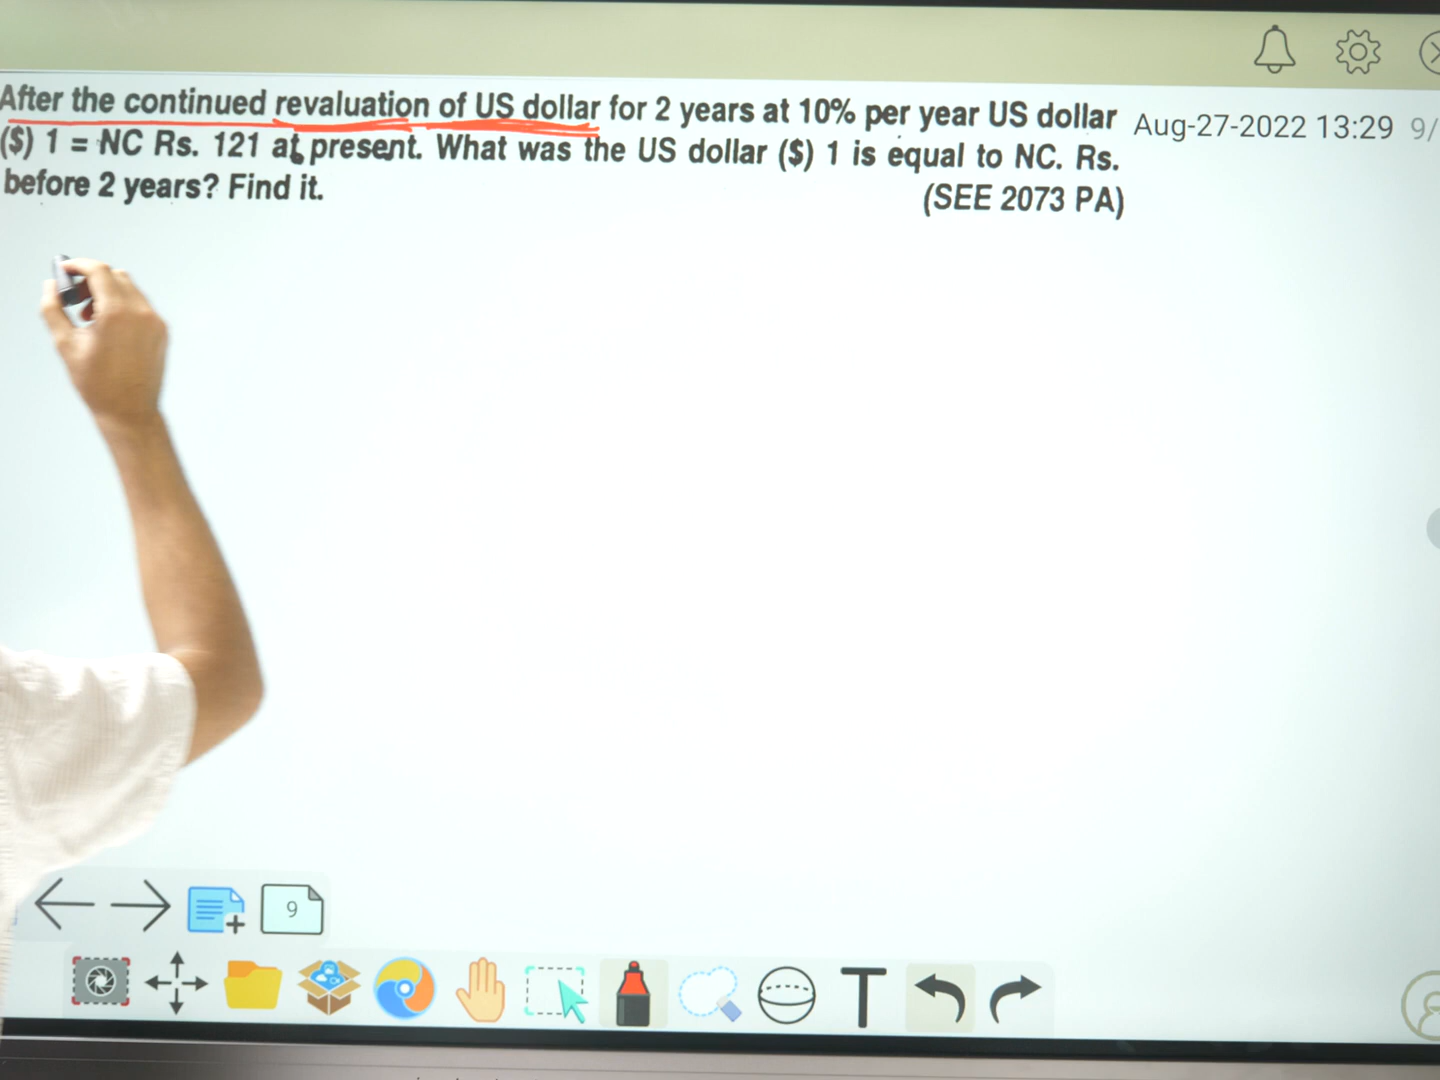 After the continued revaluation of US dollar for 2 years at 10% per year US dollar
($) 1 = NC Rs. 121 at present. What was the US dollar ($) 1 is equal to NC. Rs.
before 2 years? Find it.
(SEE 2073 PA)
Aug-27-2022 13:29 9/
9
T